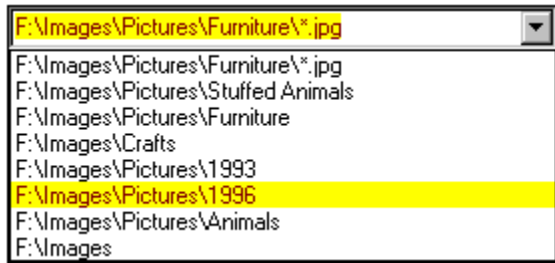 F:\Images\Pictures\Furniture\*.jpg
F:\Images\Pictures\Furniture\*.jpg
F:\Images\Pictures\Stuffed Animals
F:\Images\Pictures\Furniture
F:\Images\Crafts
F:\Images\Pictures\1993
F:\Images\Pictures\1996
F:\Images\Pictures\Animals
F:\Images